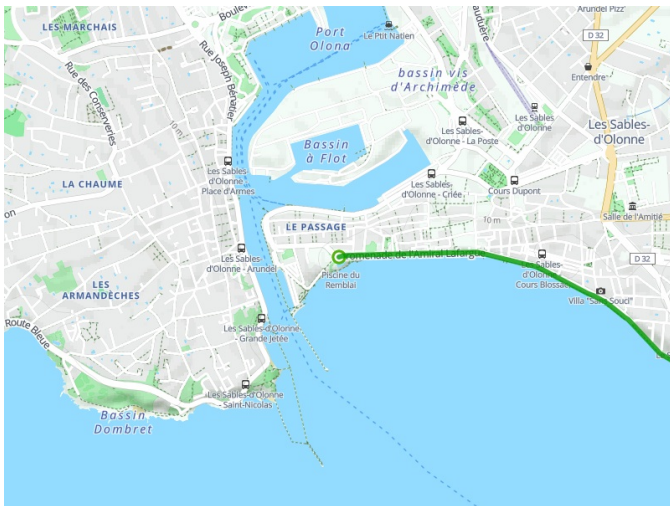 LES-MARCHAIS
Boulev
Port
Olona
Le P'tit Natien
auduère
Arundel Pizz'
D 32
Rue Joseph Bénatier
Rue des Conserveries
bassin vis
d'Archimède
Entendre
10 m
Les Sables-
d'Olonne - La Poste
Les Sables
d'Olonne
Les Sables-
d'Olonne
Bassin
à Flot
Les Sables-
d'Olonne -
Place d'Armes
LA CHAUME
Les Sables-
d'Olonne - Criée
Cours Dupont
Salle de l'Amitié
on
10 m
LE PASSAGE
Les Sables-
d'Olonne - Arundel
Promenade de l'Amiral Lafargue
Les Sables-
d'Olonne /
Cours Blossac
D 32
Piscine du
Remblai
LES
ARMANDÈCHES
Villa "Sans Souci"
Route Bleue
Les Sables-d'Olonne -
Grande Jetée
Les Sables-d'Olonne
- Saint-Nicolas
Bassin
Dombret